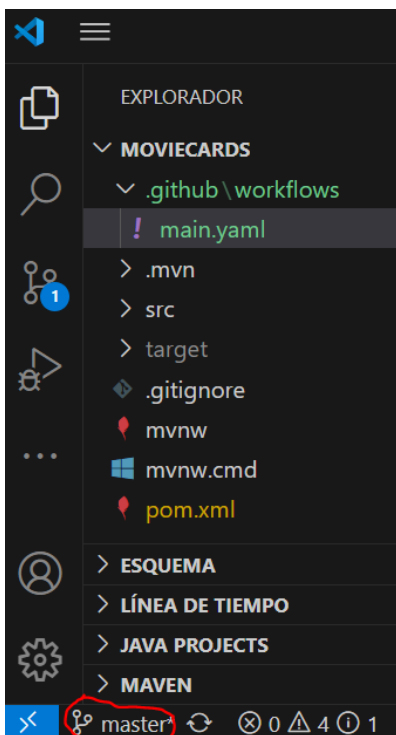 EXPLORADOR
MOVIECARDS
.github\workflows
! main.yaml
.mvn
src
1
target
.gitignore
mvnw
mvnw.cmd
pom.xml
ESQUEMA
LÍNEA DE TIEMPO
JAVA PROJECTS
MAVEN
master* 0 4 1